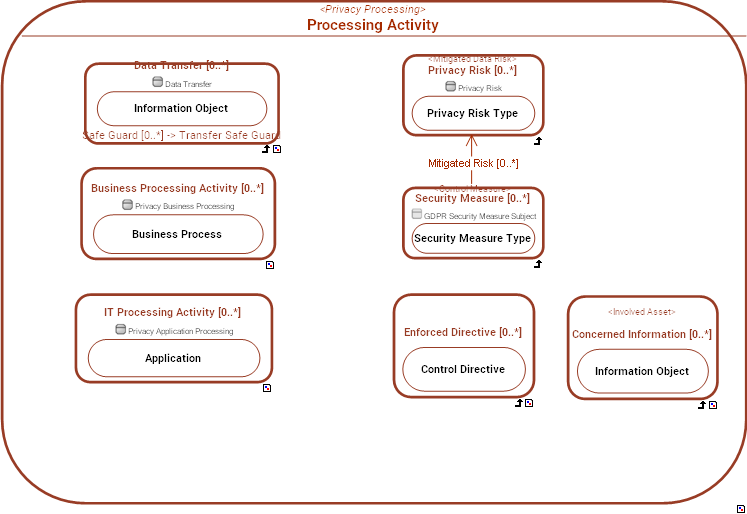 <Privacy Processing>
Processing Activity
Data Transfer [0..*]
Data Transfer
Information Object
Safe Guard [0..*] -> Transfer Safe Guard
<Mitigated Data Risk>
Privacy Risk [0..*]
Privacy Risk
Privacy Risk Type
Mitigated Risk [0..*]
Business Processing Activity [0..*]
Privacy Business Processing
Business Process
<Control Measure>
Security Measure [0..*]
GDPR Security Measure Subject
Security Measure Type
IT Processing Activity [0..*]
Privacy Application Processing
Application
Enforced Directive [0..*]
Control Directive
<Involved Asset>
Concerned Information [0..*]
Information Object